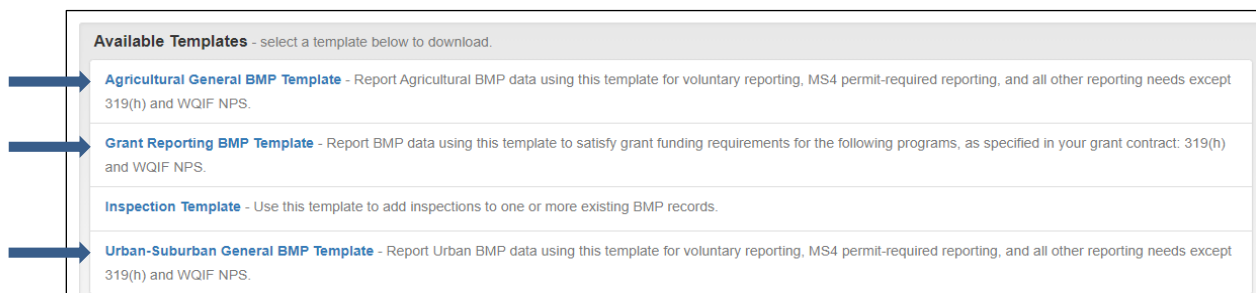 Available Templates - select a template below to download.
Agricultural General BMP Template - Report Agricultural BMP data using this template for voluntary reporting, MS4 permit-required reporting, and all other reporting needs except
319(h) and WQIF NPS.
Grant Reporting BMP Template - Report BMP data using this template to satisfy grant funding requirements for the following programs, as specified in your grant contract: 319(h)
and WQIF NPS.
Inspection Template - Use this template to add inspections to one or more existing BMP records.
Urban-Suburban General BMP Template - Report Urban BMP data using this template for voluntary reporting, MS4 permit-required reporting, and all other reporting needs except
319(h) and WQIF NPS.